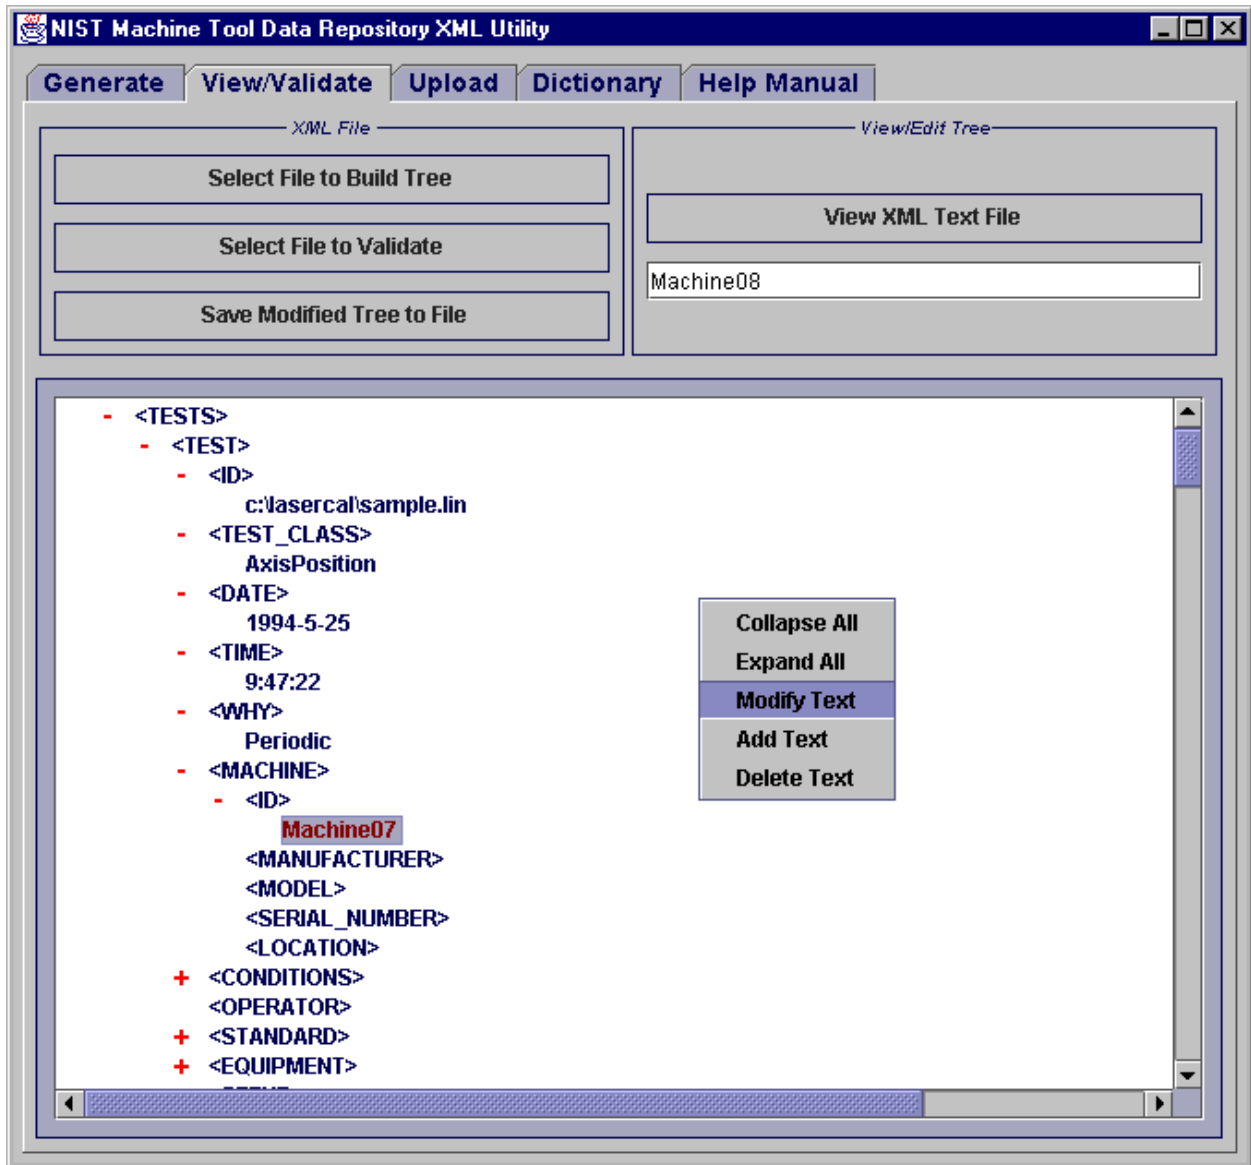 NIST Machine Tool Data Repository XML Utility
Generate View/Validate Upload Dictionary Help Manual
XML File
Select File to Build Tree
Select File to Validate
Save Modified Tree to File
View/Edit Tree
View XML Text File
Machine08
- <TESTS>
- <TEST>
- <ID>
c:\lasercal\sample.lin
- <TEST_CLASS>
AxisPosition
- <DATE>
1994-5-25
- <TIME>
9:47:22
- <WHY>
Periodic
- <MACHINE>
- <ID>
Machine07
<MANUFACTURER>
<MODEL>
<SERIAL_NUMBER>
<LOCATION>
+ <CONDITIONS>
<OPERATOR>
+ <STANDARD>
+ <EQUIPMENT>
Collapse All
Expand All
Modify Text
Add Text
Delete Text